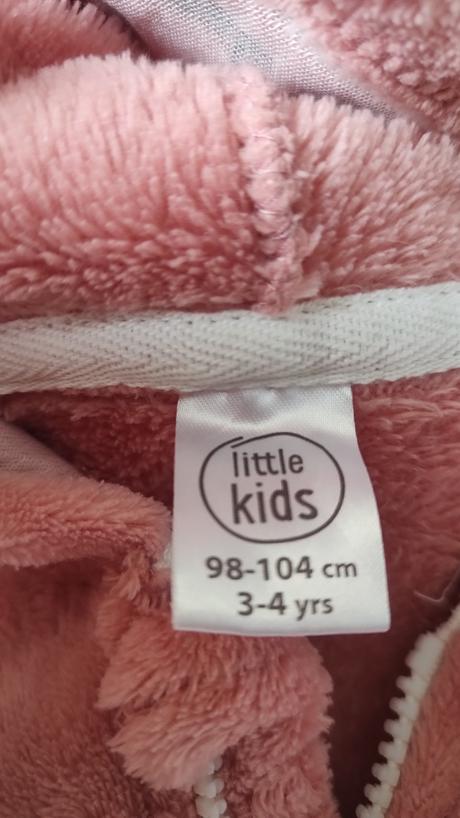 little
kids
98-104 cm
3-4 yrs